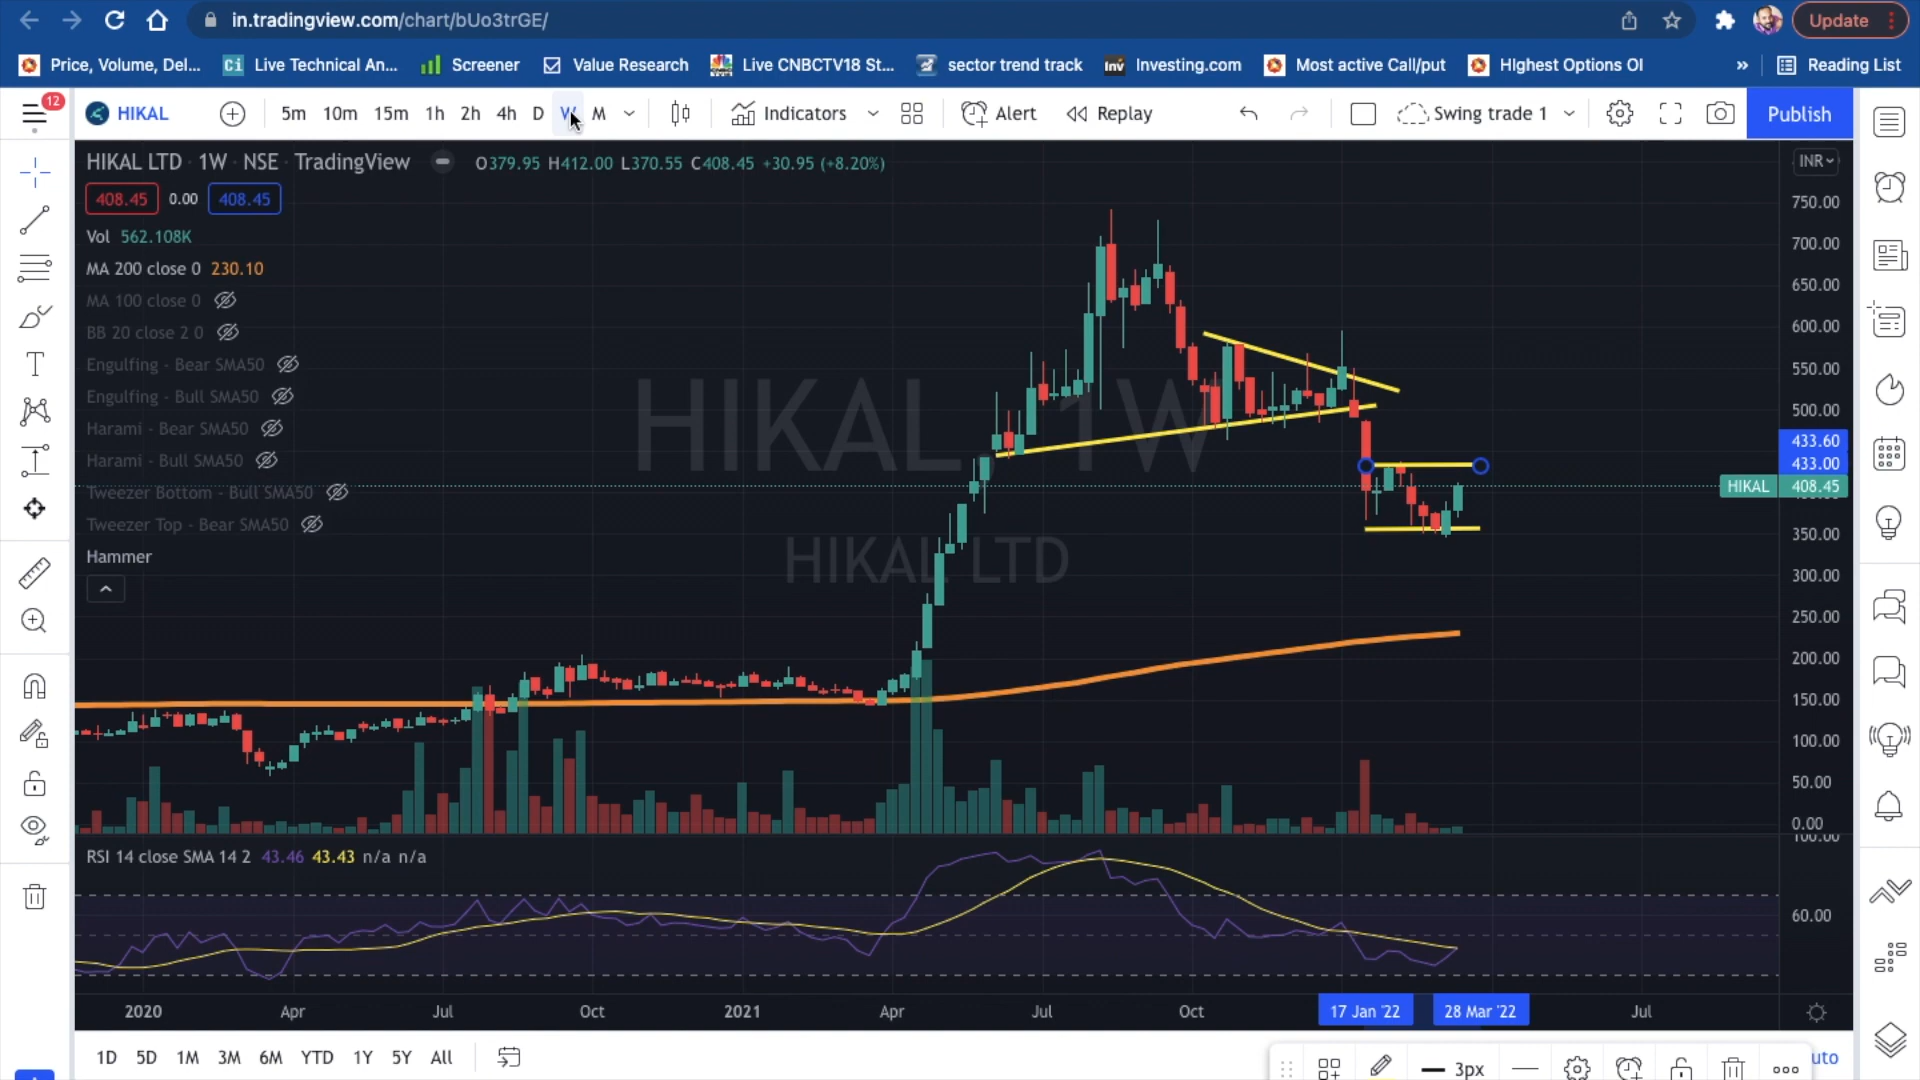 in.tradingview.com/chart/bUo3trGE/
Update
Price, Volume, Del...
Ci
Live Technical An...
Screener
Value Research
Live CNBCTV18 St...
sector trend track
Inv
Investing.com
Most active Call/put
HIghest Options OI
»
Reading List
12
HIKAL
5m 10m 15m 1h 2h 4h D W M
Indicators
Alert
Replay
Swing trade 1
Publish
HIKAL LTD · 1W · NSE · TradingView
O379.95 H412.00 L370.55 C408.45 +30.95 (+8.20%)
INR
408.45 0.00 408.45
Vol 562.108K
MA 200 close 0 230.10
MA 100 close 0
BB 20 close 2 0
Engulfing - Bear SMA50
Engulfing - Bull SMA50
Harami - Bear SMA50
Harami - Bull SMA50
Tweezer Bottom - Bull SMA50
Tweezer Top - Bear SMA50
Hammer
HIKAL, 1W
HIKAL LTD
750.00
700.00
650.00
600.00
550.00
500.00
433.60
433.00
HIKAL 408.45
350.00
300.00
250.00
200.00
150.00
100.00
50.00
0.00
100.00
RSI 14 close SMA 14 2 43.46 43.43 n/a n/a
60.00
2020 Apr Jul Oct 2021 Apr Jul Oct 17 Jan '22 28 Mar '22 Jul
1D 5D 1M 3M 6M YTD 1Y 5Y All
3px
uto